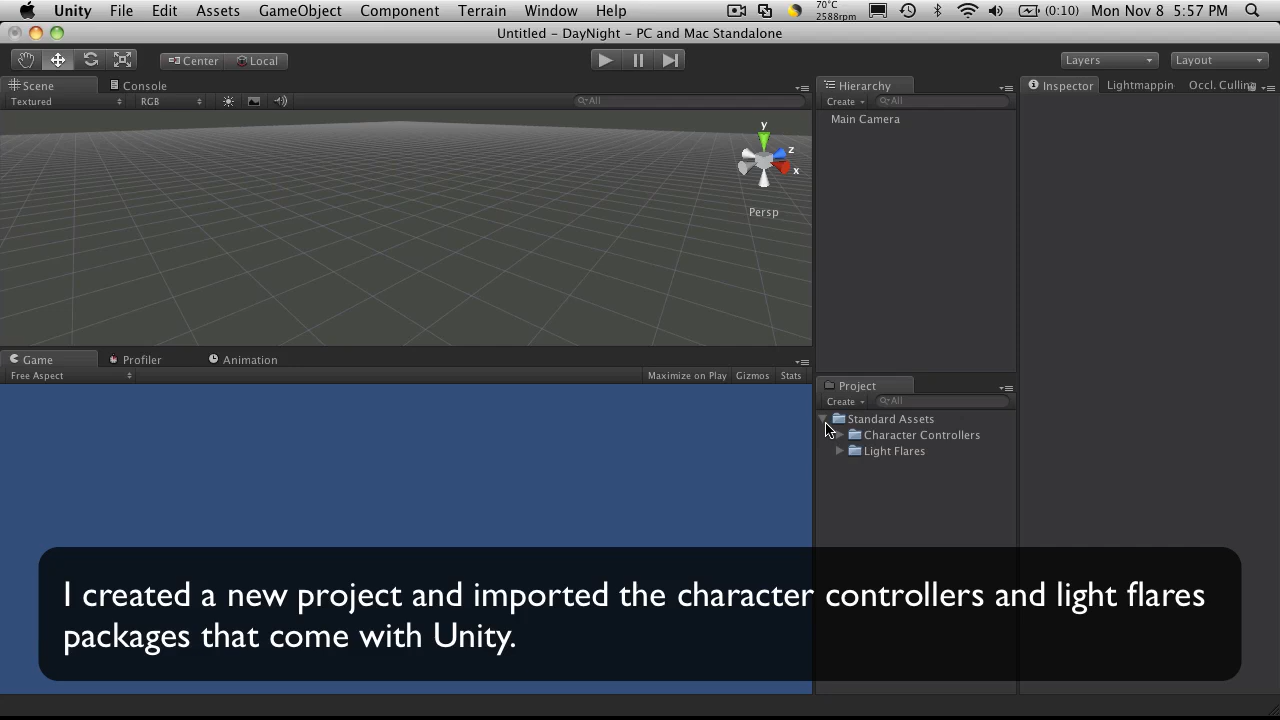 Unity File Edit Assets GameObject Component Terrain Window Help 70°C 2588rpm (0:10) Mon Nov 8 5:57 PM
Untitled - DayNight - PC and Mac Standalone
Center Local Layers Layout
Scene Console Hierarchy Inspector Lightmappin Occl. Culling
Textured RGB All Create All
Main Camera
y
z
x
Persp
Game Profiler Animation
Free Aspect Maximize on Play Gizmos Stats
Project
Create All
Standard Assets
Character Controllers
Light Flares
I created a new project and imported the character controllers and light flares
packages that come with Unity.